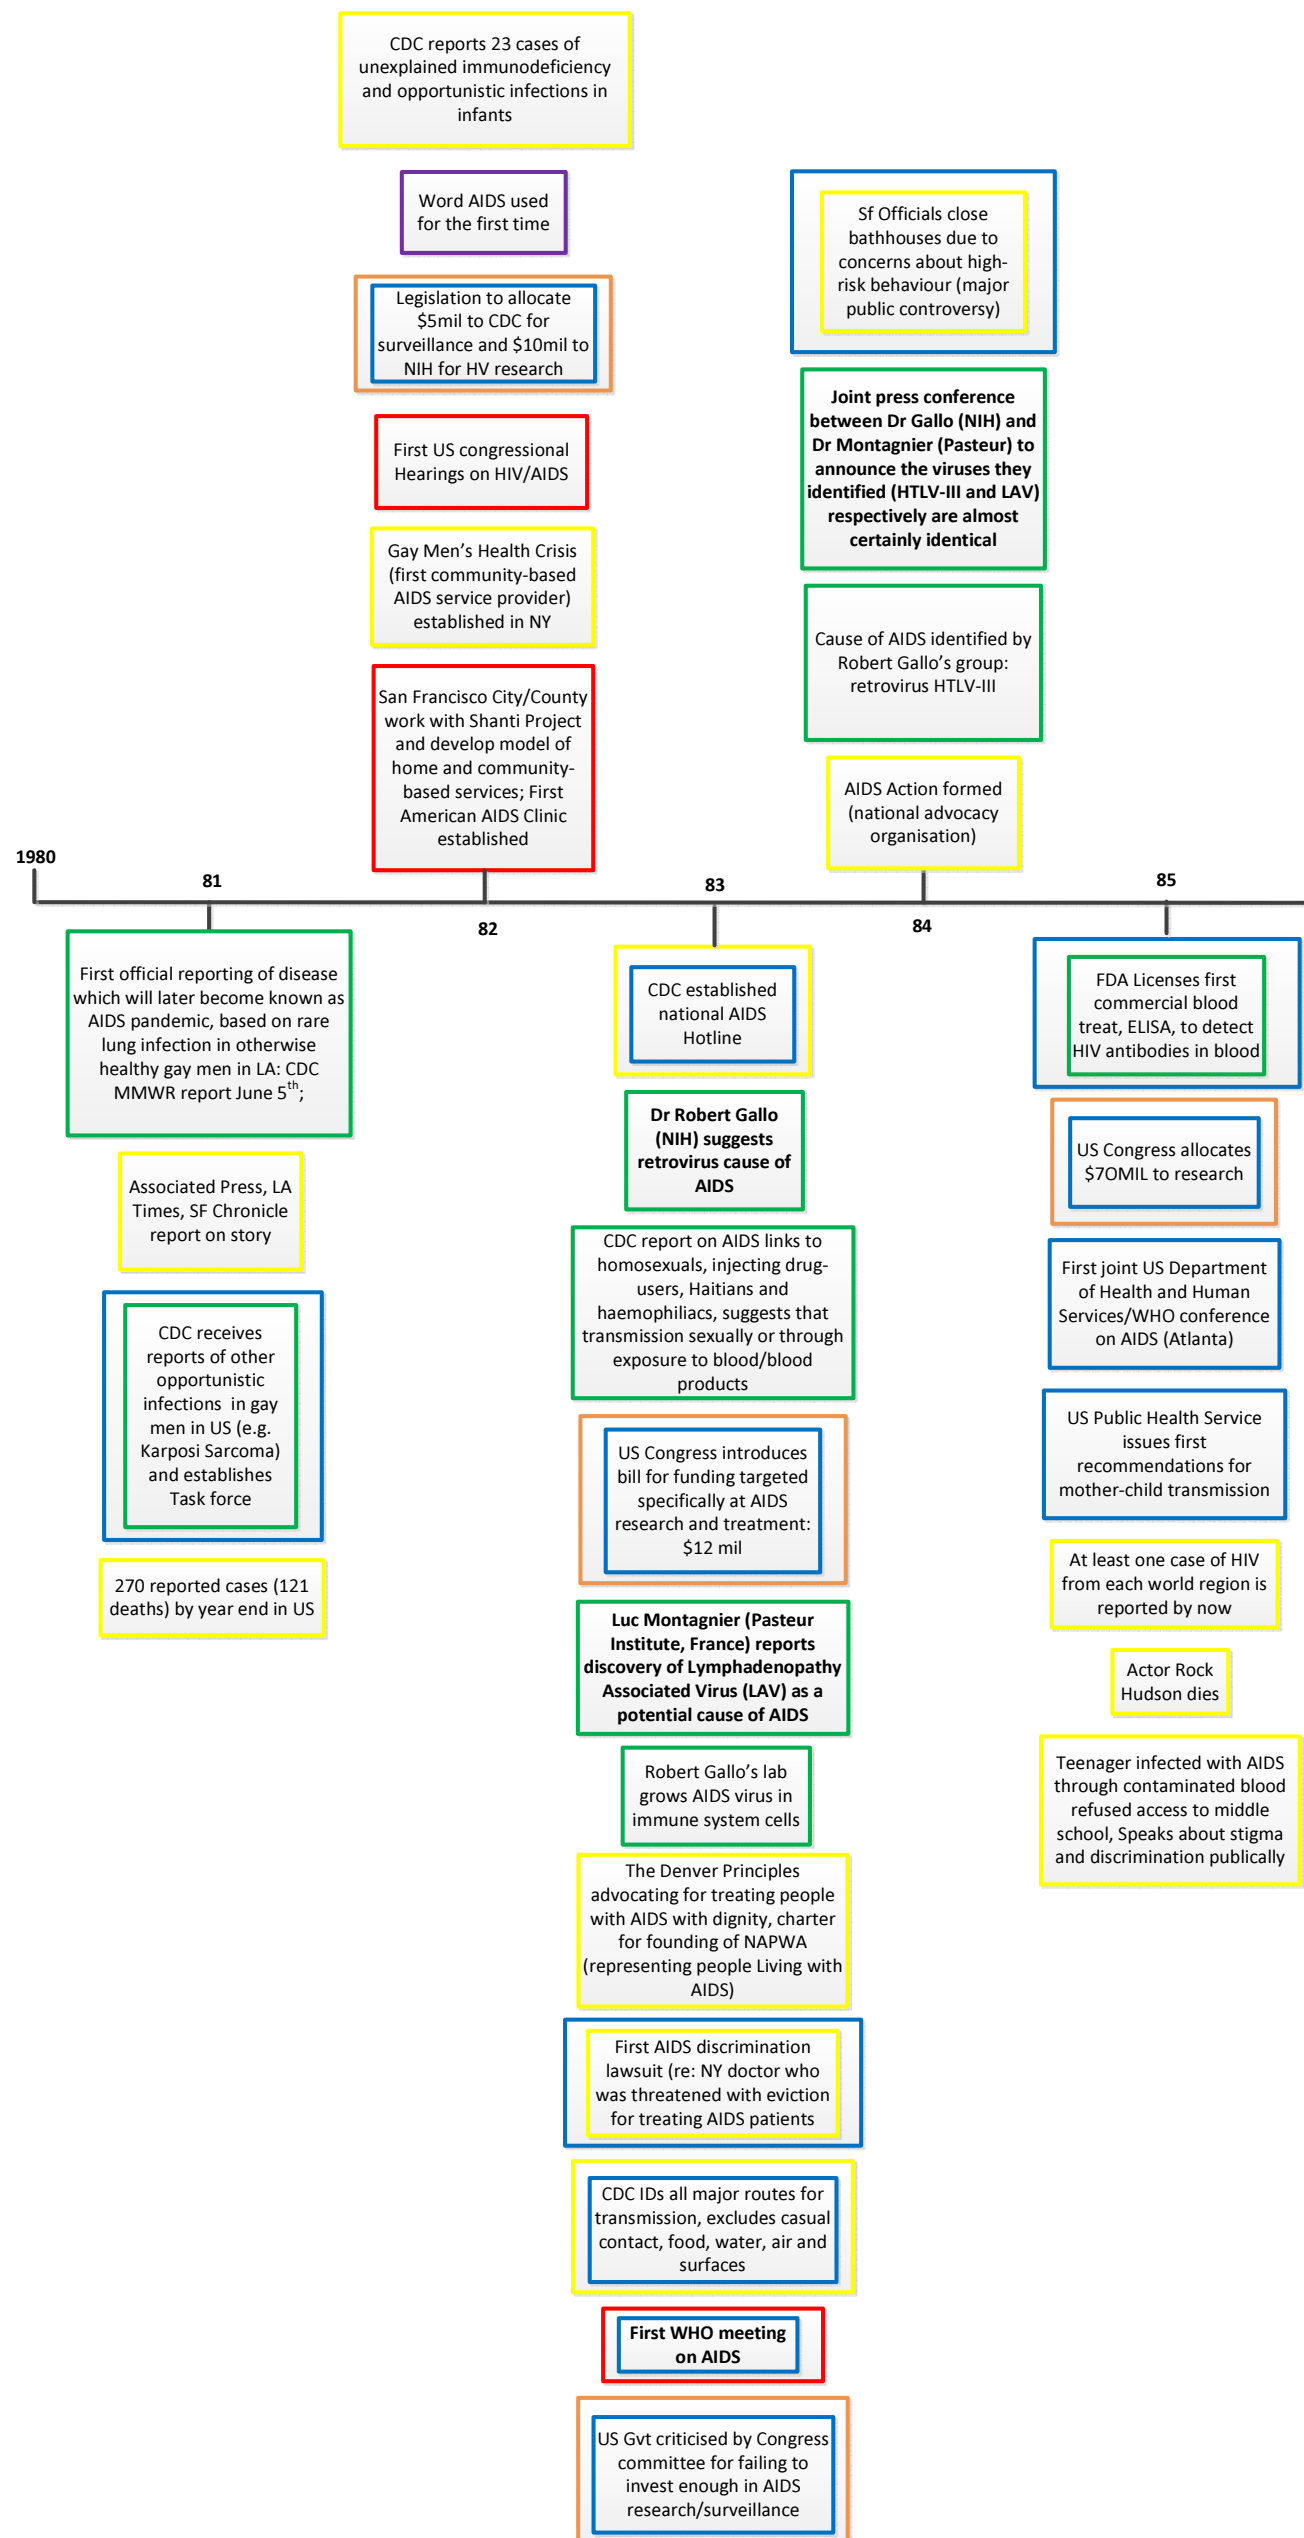 CDC reports 23 cases of
unexplained immunodeficiency
and opportunistic infections in
infants
Word AIDS used
for the first time
Legislation to allocate
$5mil to CDC for
surveillance and $10mil to
NIH for HV research
First US congressional
Hearings on HIV/AIDS
Gay Men’s Health Crisis
(first community-based
AIDS service provider)
established in NY
San Francisco City/County
work with Shanti Project
and develop model of
home and community-
based services; First
American AIDS Clinic
established
Sf Officials close
bathhouses due to
concerns about high-
risk behaviour (major
public controversy)
Joint press conference
between Dr Gallo (NIH) and
Dr Montagnier (Pasteur) to
announce the viruses they
identified (HTLV-III and LAV)
respectively are almost
certainly identical
Cause of AIDS identified by
Robert Gallo’s group:
retrovirus HTLV-III
AIDS Action formed
(national advocacy
organisation)
1980
81
82
83
84
85
First official reporting of disease
which will later become known as
AIDS pandemic, based on rare
lung infection in otherwise
healthy gay men in LA: CDC
MMWR report June 5th;
Associated Press, LA
Times, SF Chronicle
report on story
CDC receives
reports of other
opportunistic
infections in gay
men in US (e.g.
Karposi Sarcoma)
and establishes
Task force
270 reported cases (121
deaths) by year end in US
CDC established
national AIDS
Hotline
Dr Robert Gallo
(NIH) suggests
retrovirus cause of
AIDS
CDC report on AIDS links to
homosexuals, injecting drug-
users, Haitians and
haemophiliacs, suggests that
transmission sexually or through
exposure to blood/blood
products
US Congress introduces
bill for funding targeted
specifically at AIDS
research and treatment:
$12 mil
Luc Montagnier (Pasteur
Institute, France) reports
discovery of Lymphadenopathy
Associated Virus (LAV) as a
potential cause of AIDS
Robert Gallo’s lab
grows AIDS virus in
immune system cells
The Denver Principles
advocating for treating people
with AIDS with dignity, charter
for founding of NAPWA
(representing people Living with
AIDS)
First AIDS discrimination
lawsuit (re: NY doctor who
was threatened with eviction
for treating AIDS patients
CDC IDs all major routes for
transmission, excludes casual
contact, food, water, air and
surfaces
First WHO meeting
on AIDS
US Gvt criticised by Congress
committee for failing to
invest enough in AIDS
research/surveillance
FDA Licenses first
commercial blood
treat, ELISA, to detect
HIV antibodies in blood
US Congress allocates
$7OMIL to research
First joint US Department
of Health and Human
Services/WHO conference
on AIDS (Atlanta)
US Public Health Service
issues first
recommendations for
mother-child transmission
At least one case of HIV
from each world region is
reported by now
Actor Rock
Hudson dies
Teenager infected with AIDS
through contaminated blood
refused access to middle
school, Speaks about stigma
and discrimination publically